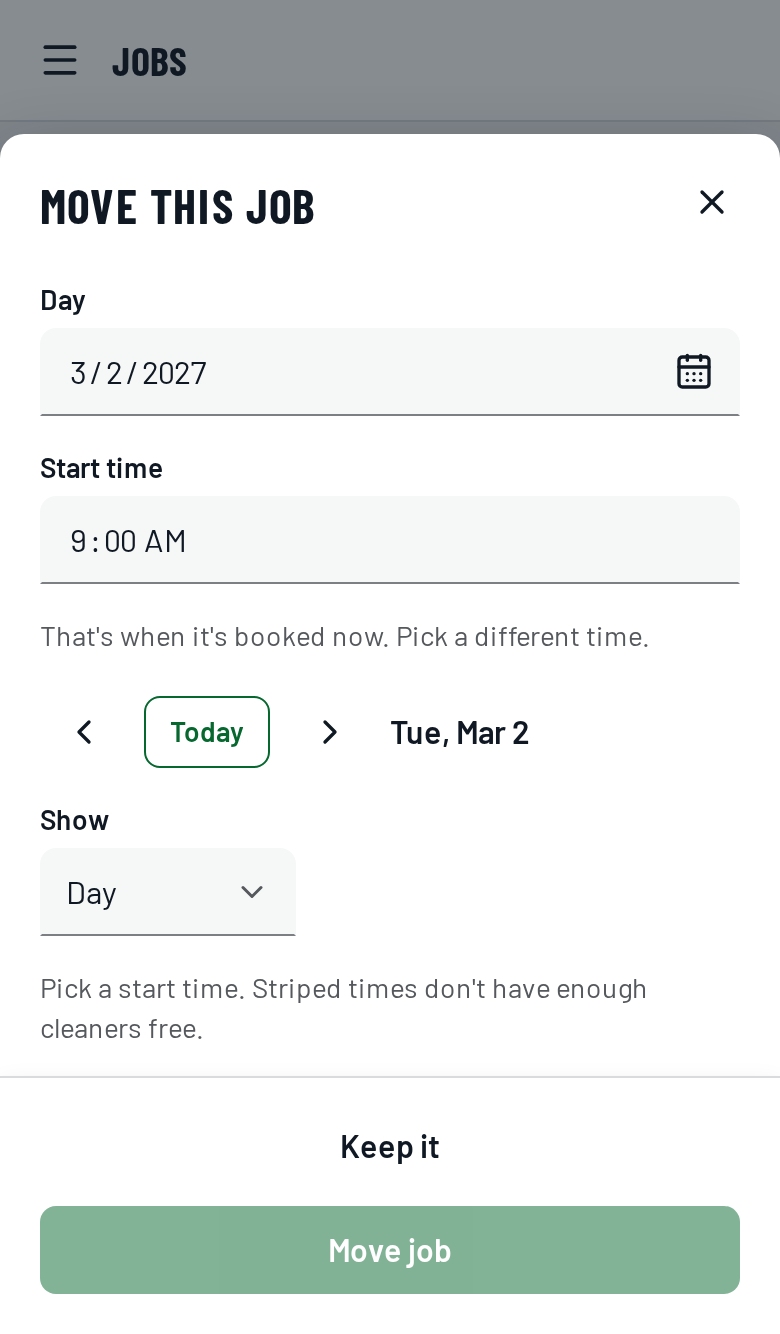 JOBS
MOVE THIS JOB
Day
3/2/2027
Start time
9:00 AM
That's when it's booked now. Pick a different time.
Today
Tue, Mar 2
Show
Day
Pick a start time. Striped times don't have enough
cleaners free.
Keep it
Move job